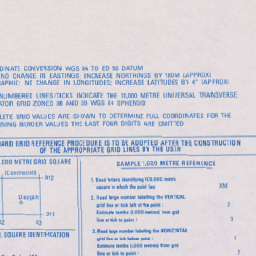 DINATE CONVERSION WGS 84 TO ED 50 DATUM
NO CHANGE IN EASTINGS: INCREASE NORTHINGS BY 180M (APPROX)
NE CHANGE IN LONGITUDES; INCREASE LATITUDES BY 4" (APPROX)
NUMBERED LINES/TICKS INDICATE THE 10,000 METRE UNIVERSAL TRANSVERSE
ATOR GRID ZONES 38 AND 39 WGS 84 SPHEROID
LETE GRID VALUES ARE SHOWN TO DETERMINE FULL COORDINATES FOR THE
NING BORDER VALUES THE LAST FOUR DIGITS ARE OMITTED
ARD GRID REFERENCE PROCEDURE IS TO BE ADOPTED AFTER THE CONSTRUCTION
OF THE APPROPRIATE GRID LINES BY THE USER
,000 METRE GRID SQUARE
(Constructed)
312
311
SQUARE IDENTIFICATION
SAMPLE 1,000 METRE REFERENCE
1. Read letters identifying 100,000 metre
square in which the point lies
XM
2. Read large number labelling the VERTICAL
grid line or tick left of the point:
Estimate tenths (1,000 metres) from grid
line or tick to point
3. Read large number labelling the HORIZONTAL
grid line or tick below point:
Estimate tenths (1,000 metres) from grid
line or tick to point: